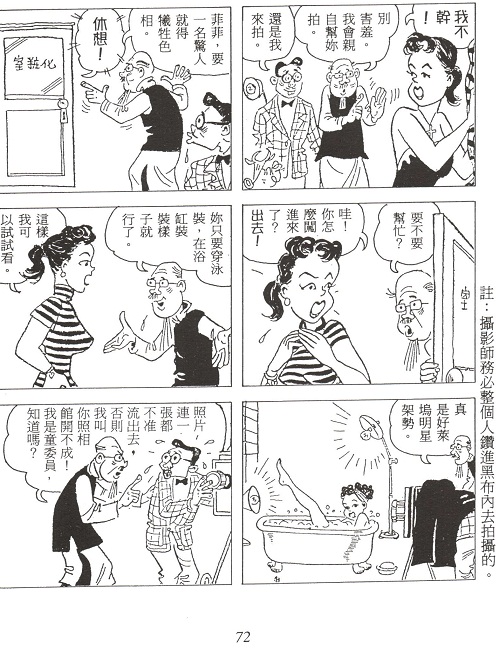 我不
幹！
別
害羞。
我會親
自幫妳
拍。
還是我
來拍。
菲菲，要
一名驚人
就得
犧牲色
相。
休想！
化粧室
要不要
幫忙？
哇！
你怎
麼闖
進來
了？
出去！
妳只要穿泳
裝，在浴
缸裝
裝樣
子就
行了。
這樣
我可
以試試看。
註：攝影師務必整個人鑽進黑布內去拍攝的。
真
是好萊
塢明星
架勢。
照片，
連一
張都
不准
流出去，
否則
我叫
你照相
館開不成！
我是童委員，
知道嗎？
72